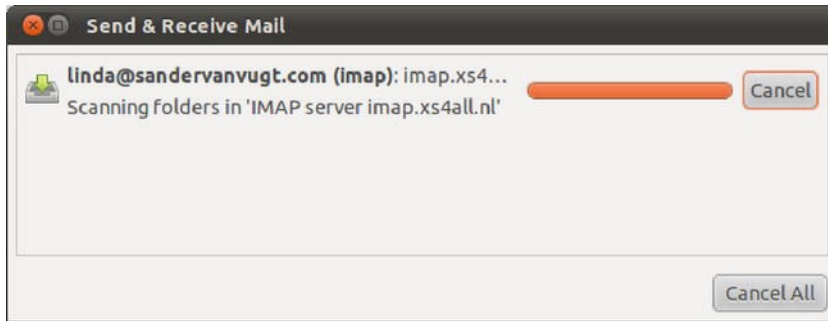 Send & Receive Mail
linda@sandervanvugt.com (imap): imap.xs4...
Scanning folders in 'IMAP server imap.xs4all.nl'
Cancel
Cancel All